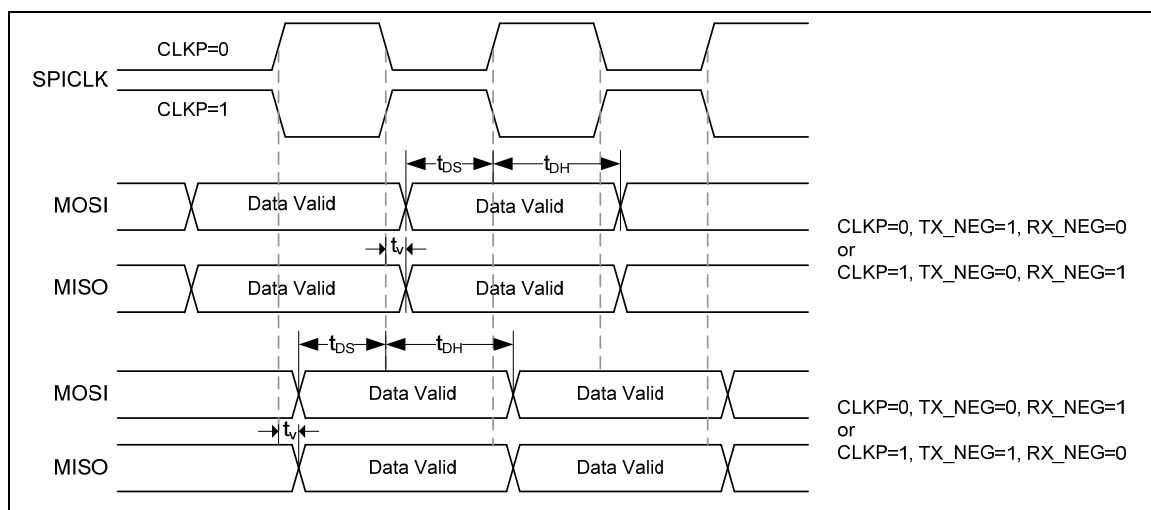 CLKP=0
SPICLK
CLKP=1
tDS
tDH
MOSI
Data Valid
Data Valid
tv
MISO
Data Valid
Data Valid
CLKP=0, TX_NEG=1, RX_NEG=0
or
CLKP=1, TX_NEG=0, RX_NEG=1
tDS
tDH
MOSI
Data Valid
Data Valid
tv
MISO
Data Valid
Data Valid
CLKP=0, TX_NEG=0, RX_NEG=1
or
CLKP=1, TX_NEG=1, RX_NEG=0